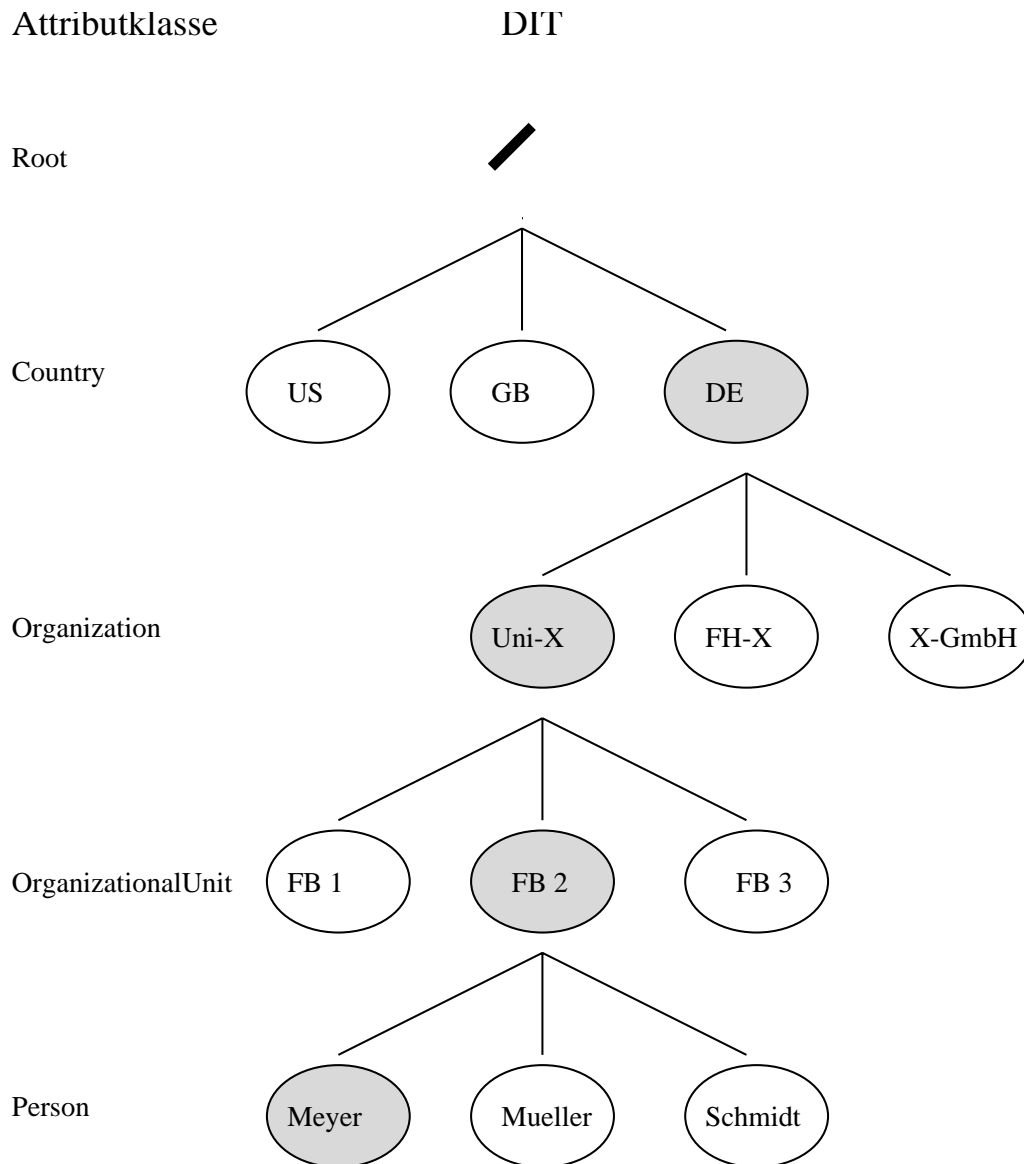 Attributklasse DIT
Root
Country US GB DE
Organization Uni-X FH-X X-GmbH
OrganizationalUnit FB 1 FB 2 FB 3
Person Meyer Mueller Schmidt